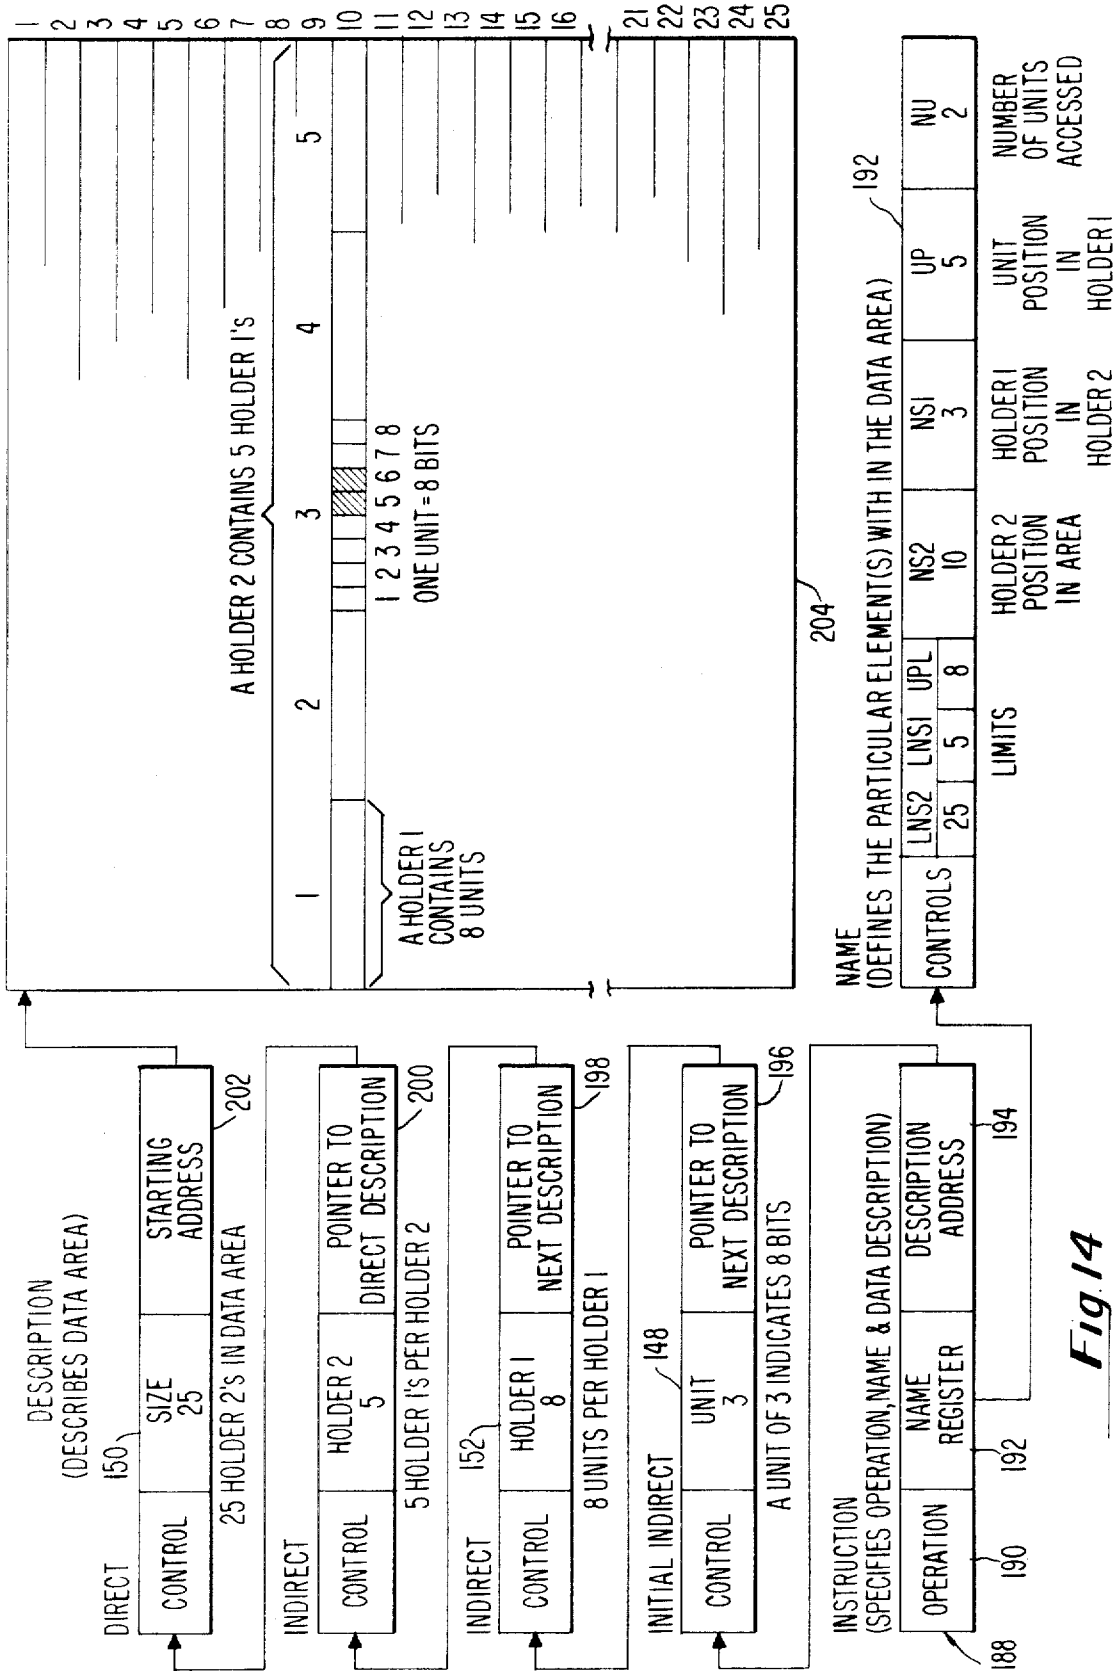 DESCRIPTION
(DESCRIBES DATA AREA)
DIRECT
150
CONTROL
SIZE
25
STARTING
ADDRESS
202
25 HOLDER 2'S IN DATA AREA
INDIRECT
CONTROL
HOLDER 2
5
POINTER TO
DIRECT DESCRIPTION
200
5 HOLDER 1'S PER HOLDER 2
INDIRECT
152
CONTROL
HOLDER 1
8
POINTER TO
NEXT DESCRIPTION
198
8 UNITS PER HOLDER 1
INITIAL INDIRECT
148
CONTROL
UNIT
3
POINTER TO
NEXT DESCRIPTION
196
A UNIT OF 3 INDICATES 8 BITS
INSTRUCTION
(SPECIFIES OPERATION, NAME & DATA DESCRIPTION)
188
OPERATION
NAME
REGISTER
DESCRIPTION
ADDRESS
190
192
194
A HOLDER 2 CONTAINS 5 HOLDER 1'S
1 2 3 4 5
A HOLDER 1
CONTAINS
8 UNITS
1 2 3 4 5 6 7 8
ONE UNIT = 8 BITS
1
2
3
4
5
6
7
8
9
10
11
12
13
14
15
16
21
22
23
24
25
204
NAME
(DEFINES THE PARTICULAR ELEMENT(S) WITH IN THE DATA AREA)
192
CONTROLS
LNS2 LNS1 UPL
25 5 8
NS2
10
NS1
3
UP
5
NU
2
LIMITS
HOLDER 2
POSITION
IN AREA
HOLDER 1
POSITION
IN
HOLDER 2
UNIT
POSITION
IN
HOLDER 1
NUMBER
OF UNITS
ACCESSED
Fig. 14